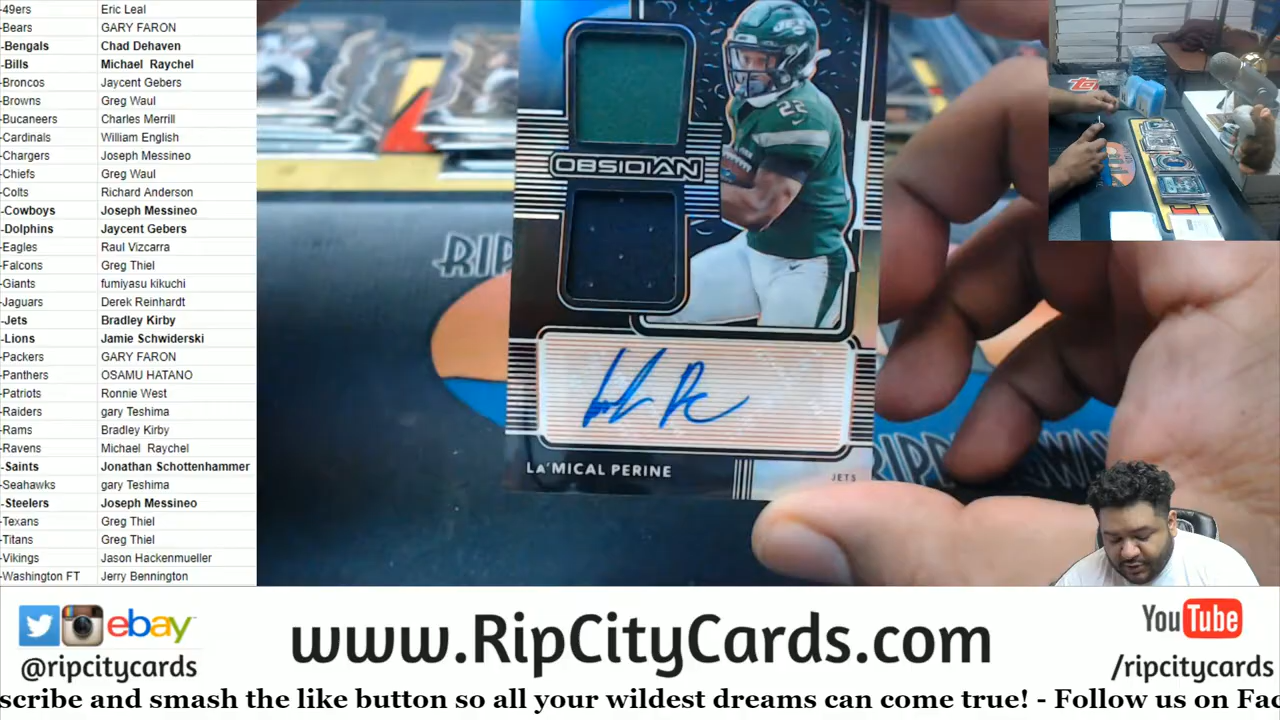 -49ers Eric Leal
-Bears GARY FARON
-Bengals Chad Dehaven
-Bills Michael Raychel
-Broncos Jaycent Gebers
-Browns Greg Waul
-Bucaneers Charles Merrill
-Cardinals William English
-Chargers Joseph Messineo
-Chiefs Greg Waul
-Colts Richard Anderson
-Cowboys Joseph Messineo
-Dolphins Jaycent Gebers
-Eagles Raul Vizcarra
-Falcons Greg Thiel
-Giants fumiyasu kikuchi
-Jaguars Derek Reinhardt
-Jets Bradley Kirby
-Lions Jamie Schwiderski
-Packers GARY FARON
-Panthers OSAMU HATANO
-Patriots Ronnie West
-Raiders gary Teshima
-Rams Bradley Kirby
-Ravens Michael Raychel
-Saints Jonathan Schottenhammer
-Seahawks gary Teshima
-Steelers Joseph Messineo
-Texans Greg Thiel
-Titans Greg Thiel
-Vikings Jason Hackenmueller
-Washington FT Jerry Bennington
JETS
22
OBSIDIAN
LA'MICAL PERINE
JETS
RIP
RIPP
WAY
ebay
@ripcitycards
www.RipCityCards.com
YouTube
/ripcitycards
scribe and smash the like button so all your wildest dreams can come true! - Follow us on Fac